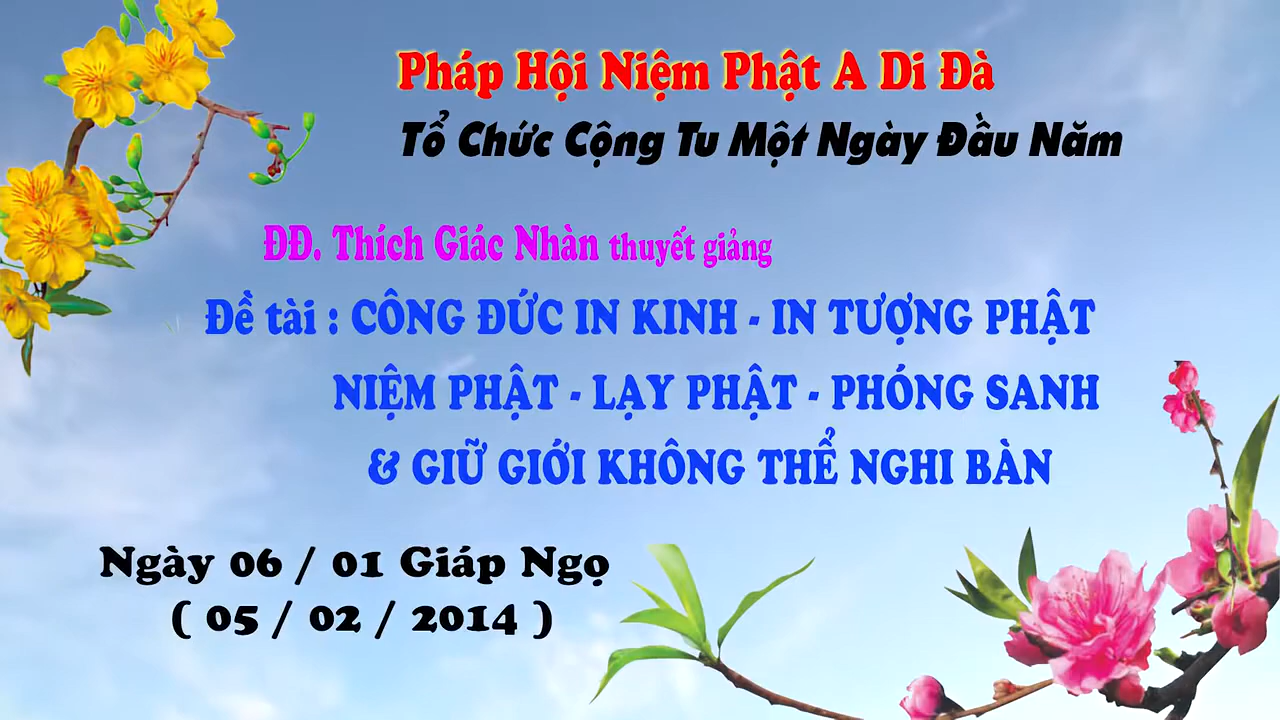 Pháp Hội Niệm Phật A Di Đà
Tổ Chức Cộng Tu Một Ngày Đầu Năm
ĐĐ. Thích Giác Nhàn thuyết giảng
Đề tài : CÔNG ĐỨC IN KINH - IN TƯỢNG PHẬT
NIỆM PHẬT - LẠY PHẬT - PHÓNG SANH
& GIỮ GIỚI KHÔNG THỂ NGHI BÀN
Ngày 06 / 01 Giáp Ngọ
( 05 / 02 / 2014 )